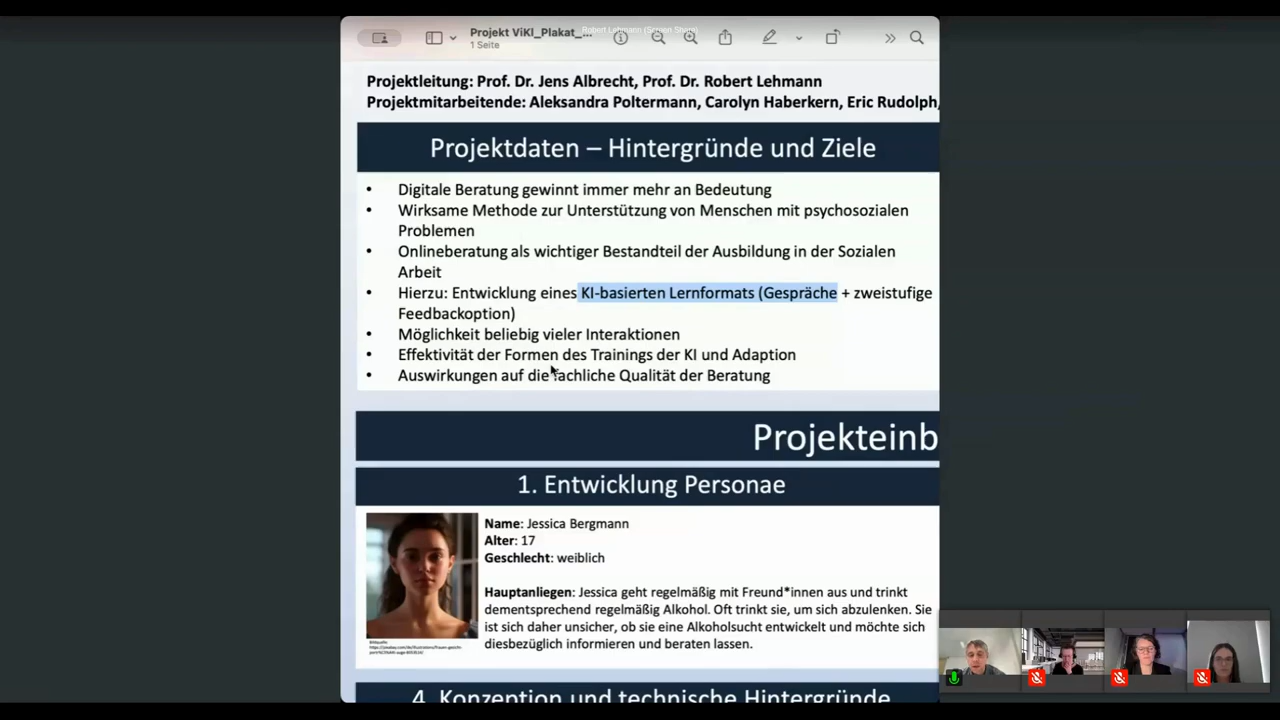 Projekt ViKI_Plakat_...
1 Seite
Robert Lehmann (Screen Share)
Projektleitung: Prof. Dr. Jens Albrecht, Prof. Dr. Robert Lehmann
Projektmitarbeitende: Aleksandra Poltermann, Carolyn Haberkern, Eric Rudolph,
Projektdaten – Hintergründe und Ziele
• Digitale Beratung gewinnt immer mehr an Bedeutung
• Wirksame Methode zur Unterstützung von Menschen mit psychosozialen
Problemen
• Onlineberatung als wichtiger Bestandteil der Ausbildung in der Sozialen
Arbeit
• Hierzu: Entwicklung eines KI-basierten Lernformats (Gespräche + zweistufige
Feedbackoption)
• Möglichkeit beliebig vieler Interaktionen
• Effektivität der Formen des Trainings der KI und Adaption
• Auswirkungen auf die fachliche Qualität der Beratung
Projekteinb
1. Entwicklung Personae
Name: Jessica Bergmann
Alter: 17
Geschlecht: weiblich
Hauptanliegen: Jessica geht regelmäßig mit Freund*innen aus und trinkt
dementsprechend regelmäßig Alkohol. Oft trinkt sie, um sich abzulenken. Sie
ist sich daher unsicher, ob sie eine Alkoholsucht entwickelt und möchte sich
diesbezüglich informieren und beraten lassen.
4. Konzeption und technische Hintergründe